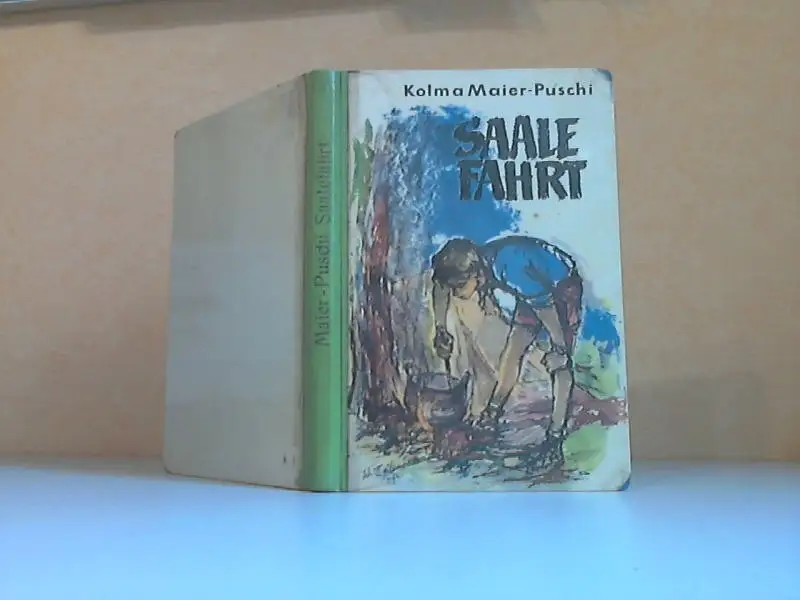 Kolma Maier-Puschi
SAALE
FAHRT
Maier-Puschi Saalefahrt